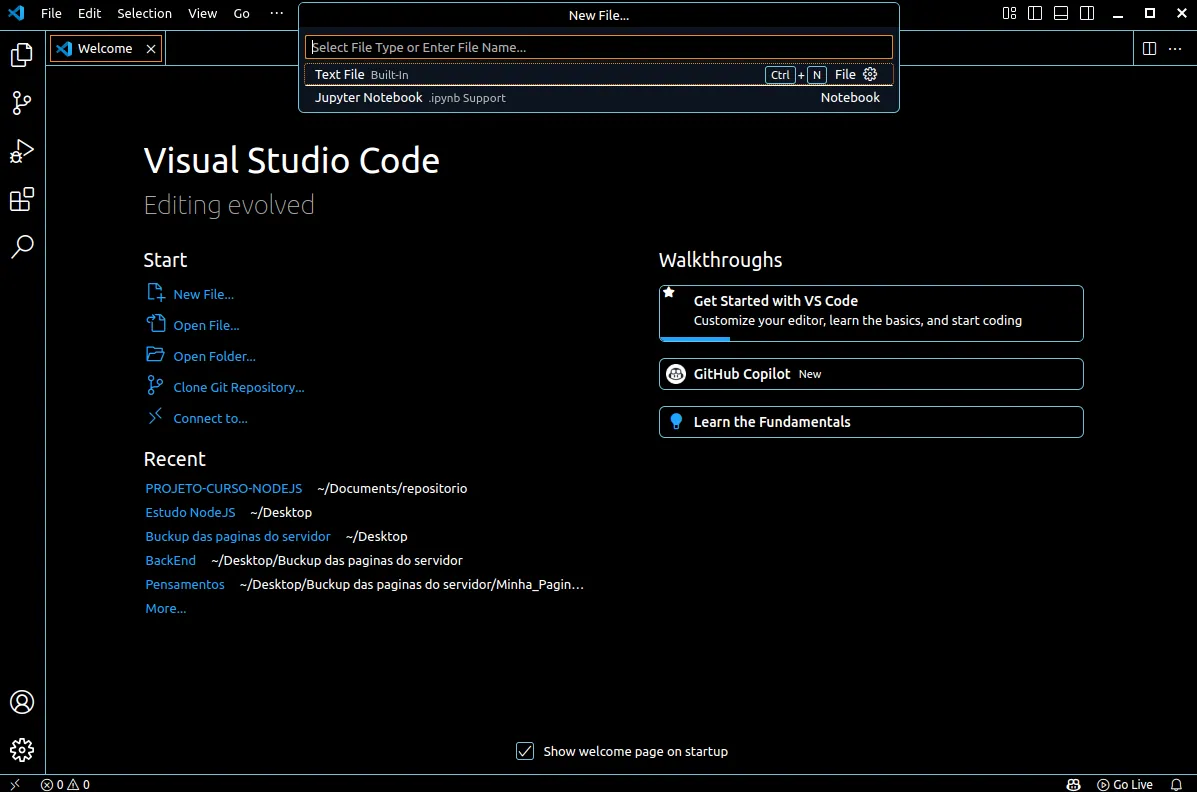 File Edit Selection View Go ···
New File...
Welcome
Select File Type or Enter File Name...
Text File Built-In Ctrl + N File
Jupyter Notebook .ipynb Support Notebook
Visual Studio Code
Editing evolved
Start
New File...
Open File...
Open Folder...
Clone Git Repository...
Connect to...
Recent
PROJETO-CURSO-NODEJS ~/Documents/repositorio
Estudo NodeJS ~/Desktop
Buckup das paginas do servidor ~/Desktop
BackEnd ~/Desktop/Buckup das paginas do servidor
Pensamentos ~/Desktop/Buckup das paginas do servidor/Minha_Pagin...
More...
Walkthroughs
Get Started with VS Code
Customize your editor, learn the basics, and start coding
GitHub Copilot New
Learn the Fundamentals
Show welcome page on startup
0 0 Go Live